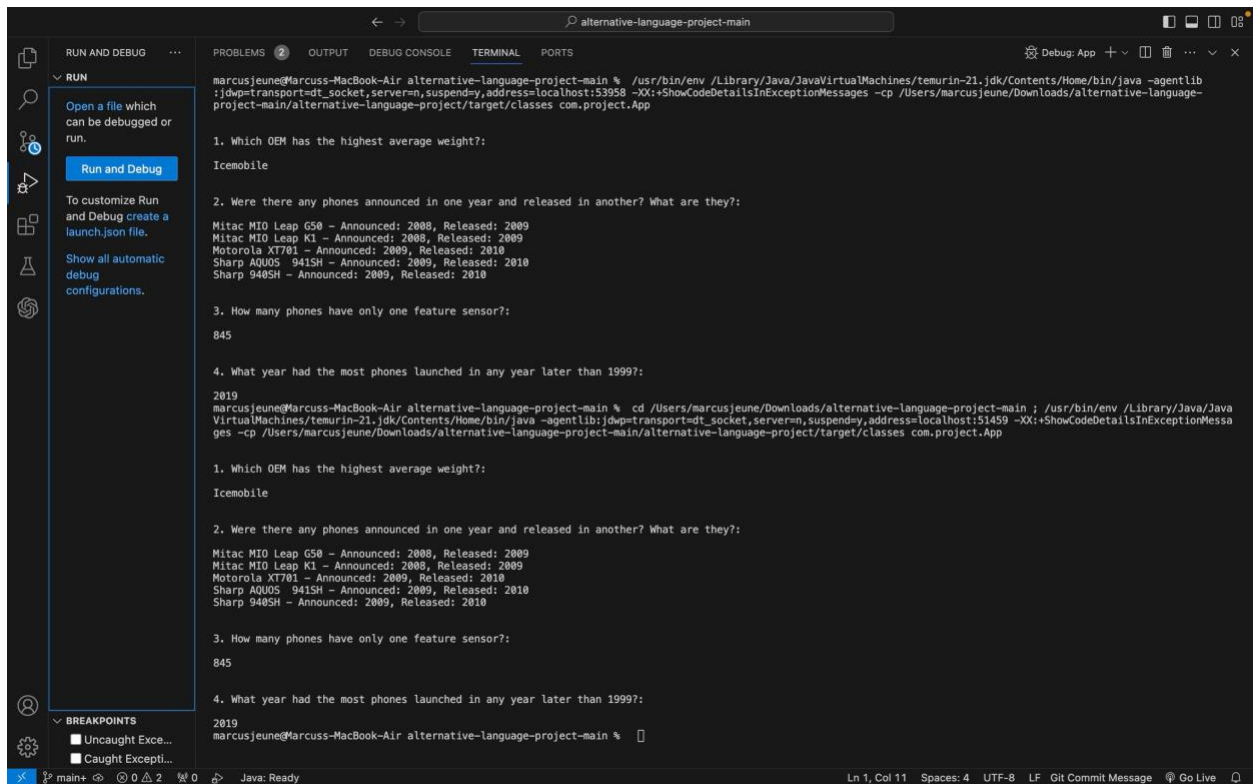 alternative-language-project-main
RUN AND DEBUG ...
RUN
Open a file which
can be debugged or
run.
Run and Debug
To customize Run
and Debug create a
launch.json file.
Show all automatic
debug
configurations.
BREAKPOINTS
Uncaught Exce...
Caught Excepti...
PROBLEMS 2 OUTPUT DEBUG CONSOLE TERMINAL PORTS
Debug: App
marcusjeune@Marcuss-MacBook-Air alternative-language-project-main % /usr/bin/env /Library/Java/JavaVirtualMachines/temurin-21.jdk/Contents/Home/bin/java -agentlib
:jdwp=transport=dt_socket,server=n,suspend=y,address=localhost:53958 -XX:+ShowCodeDetailsInExceptionMessages -cp /Users/marcusjeune/Downloads/alternative-language-
project-main/alternative-language-project/target/classes com.project.App
1. Which OEM has the highest average weight?:
Icemobile
2. Were there any phones announced in one year and released in another? What are they?:
Mitac MIO Leap G50 – Announced: 2008, Released: 2009
Mitac MIO Leap K1 – Announced: 2008, Released: 2009
Motorola XT701 – Announced: 2009, Released: 2010
Sharp AQUOS  941SH – Announced: 2009, Released: 2010
Sharp 940SH – Announced: 2009, Released: 2010
3. How many phones have only one feature sensor?:
845
4. What year had the most phones launched in any year later than 1999?:
2019
marcusjeune@Marcuss-MacBook-Air alternative-language-project-main % cd /Users/marcusjeune/Downloads/alternative-language-project-main ; /usr/bin/env /Library/Java/Java
VirtualMachines/temurin-21.jdk/Contents/Home/bin/java -agentlib:jdwp=transport=dt_socket,server=n,suspend=y,address=localhost:51459 -XX:+ShowCodeDetailsInExceptionMessa
ges -cp /Users/marcusjeune/Downloads/alternative-language-project-main/alternative-language-project/target/classes com.project.App
1. Which OEM has the highest average weight?:
Icemobile
2. Were there any phones announced in one year and released in another? What are they?:
Mitac MIO Leap G50 – Announced: 2008, Released: 2009
Mitac MIO Leap K1 – Announced: 2008, Released: 2009
Motorola XT701 – Announced: 2009, Released: 2010
Sharp AQUOS  941SH – Announced: 2009, Released: 2010
Sharp 940SH – Announced: 2009, Released: 2010
3. How many phones have only one feature sensor?:
845
4. What year had the most phones launched in any year later than 1999?:
2019
marcusjeune@Marcuss-MacBook-Air alternative-language-project-main %
main+ 0 2 0 Java: Ready Ln 1, Col 11 Spaces: 4 UTF-8 LF Git Commit Message Go Live